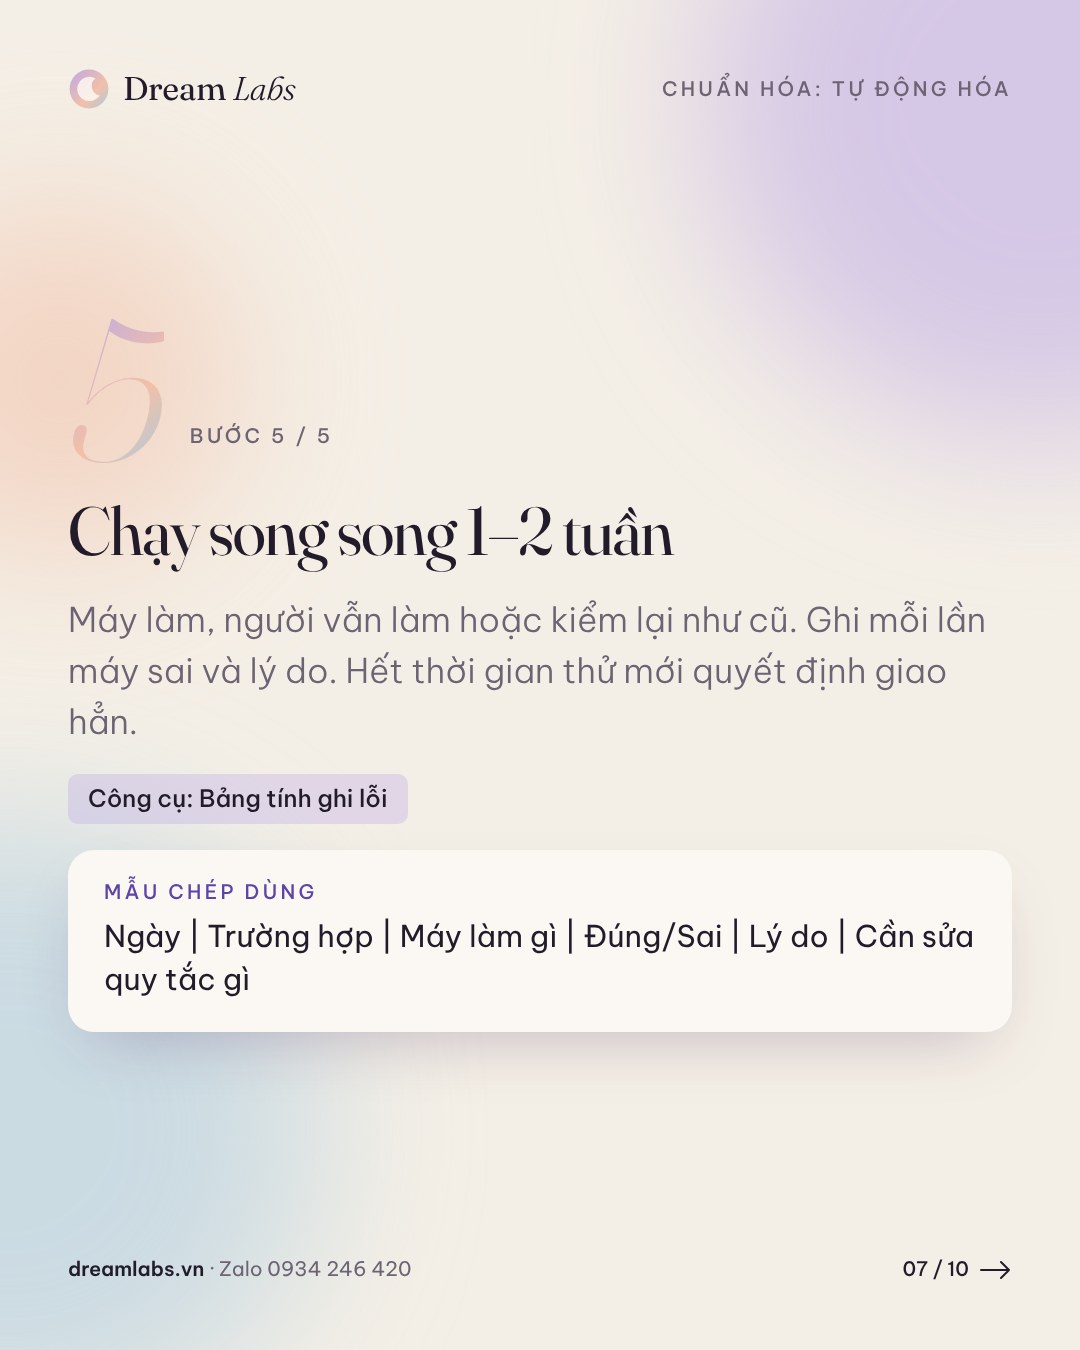 Dream Labs
CHUẨN HÓA: TỰ ĐỘNG HÓA
5
BƯỚC 5 / 5
Chạy song song 1–2 tuần
Máy làm, người vẫn làm hoặc kiểm lại như cũ. Ghi mỗi lần
máy sai và lý do. Hết thời gian thử mới quyết định giao
hẳn.
Công cụ: Bảng tính ghi lỗi
MẪU CHÉP DÙNG
Ngày | Trường hợp | Máy làm gì | Đúng/Sai | Lý do | Cần sửa
quy tắc gì
dreamlabs.vn · Zalo 0934 246 420
07 / 10 →